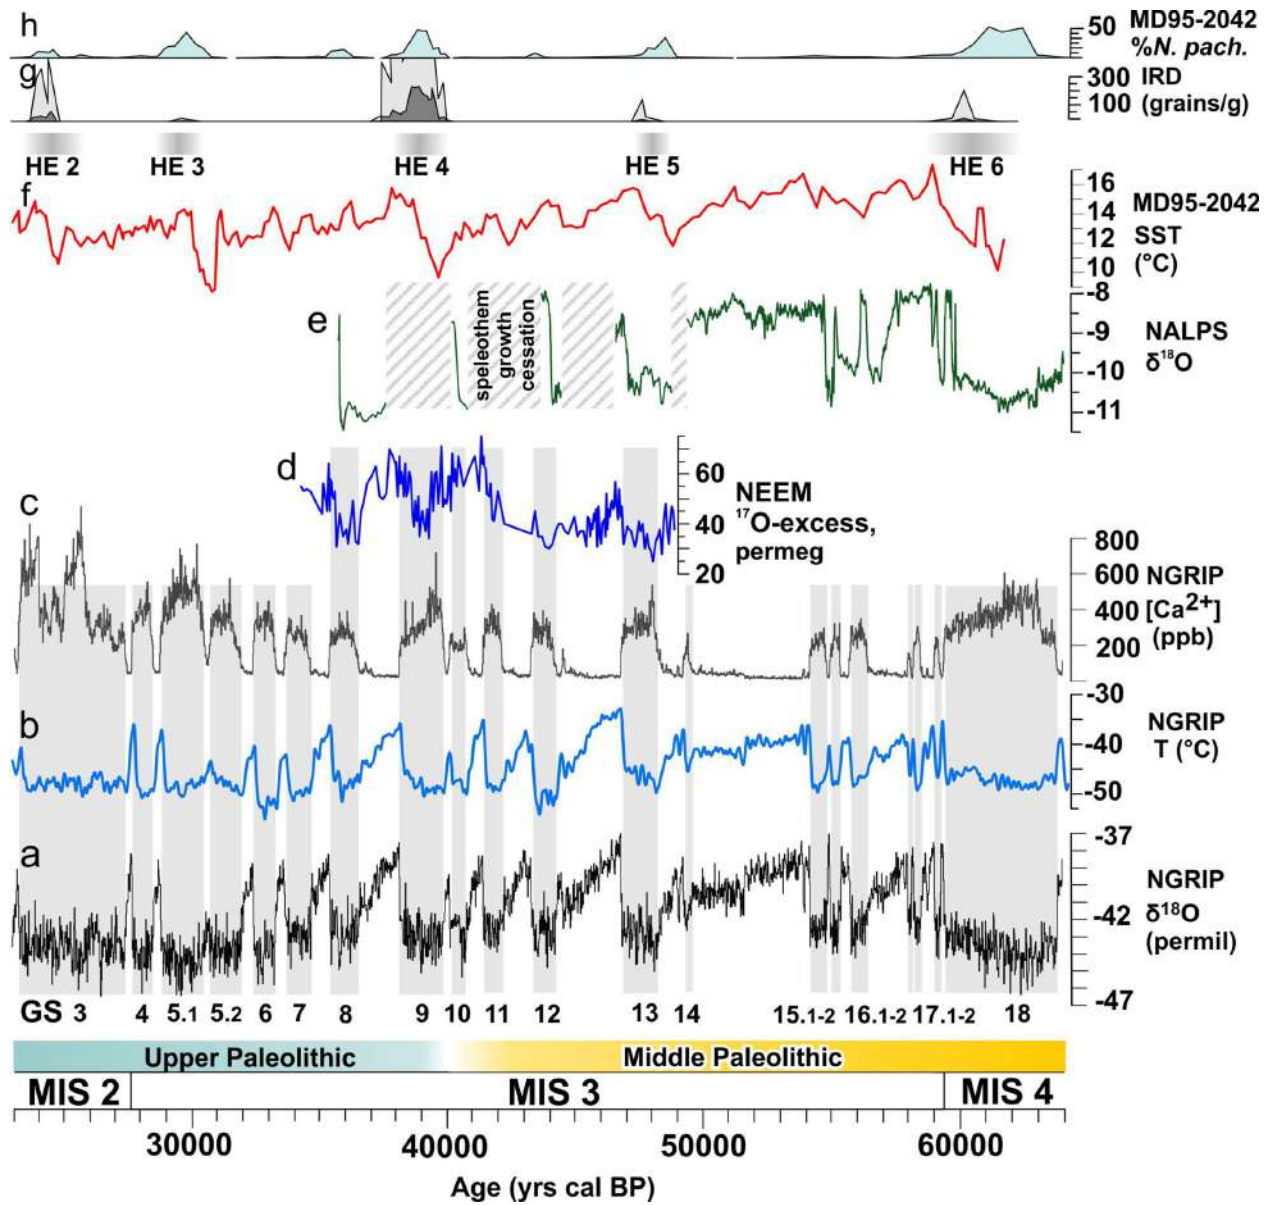 h
50 MD95-2042
%N. pach.
g
300 IRD
100 (grains/g)
HE 2 HE 3 HE 4 HE 5 HE 6
f
16
14
12
10
8
MD95-2042
SST
(°C)
e
speleothem
growth
cessation
-8
-9
-10
-11
NALPS
δ¹⁸O
d
60
40
20
NEEM
¹⁷O-excess,
permeg
c
800
600
400
200
NGRIP
[Ca²⁺]
(ppb)
b
-30
-40
-50
NGRIP
T (°C)
a
-37
-42
-47
NGRIP
δ¹⁸O
(permil)
GS 3 4 5.1 5.2 6 7 8 9 10 11 12 13 14 15.1-2 16.1-2 17.1-2 18
Upper Paleolithic Middle Paleolithic
MIS 2 MIS 3 MIS 4
30000 40000 50000 60000
Age (yrs cal BP)